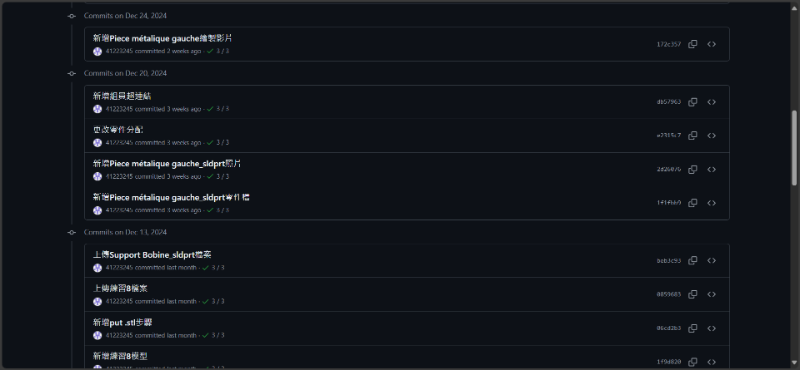 Commits on Dec 24, 2024
新增Piece métalique gauche繪製影片
41223245 committed 2 weeks ago · ✓ 3 / 3
172c357
Commits on Dec 20, 2024
新增組員超連結
41223245 committed 3 weeks ago · ✓ 3 / 3
更改零件分配
41223245 committed 3 weeks ago · ✓ 3 / 3
新增Piece métalique gauche_sldprt照片
41223245 committed 3 weeks ago · ✓ 3 / 3
2d26076
新增Piece métalique gauche_sldprt零件檔
41223245 committed 3 weeks ago · ✓ 3 / 3
Commits on Dec 13, 2024
上傳Support Bobine_sldprt檔案
41223245 committed last month · ✓ 3 / 3
上傳練習8檔案
41223245 committed last month · ✓ 3 / 3
0859683
新增put .stl步驟
41223245 committed last month · ✓ 3 / 3
新增練習8模型
41223245 committed last month · ✓ 3 / 3
1f9d820